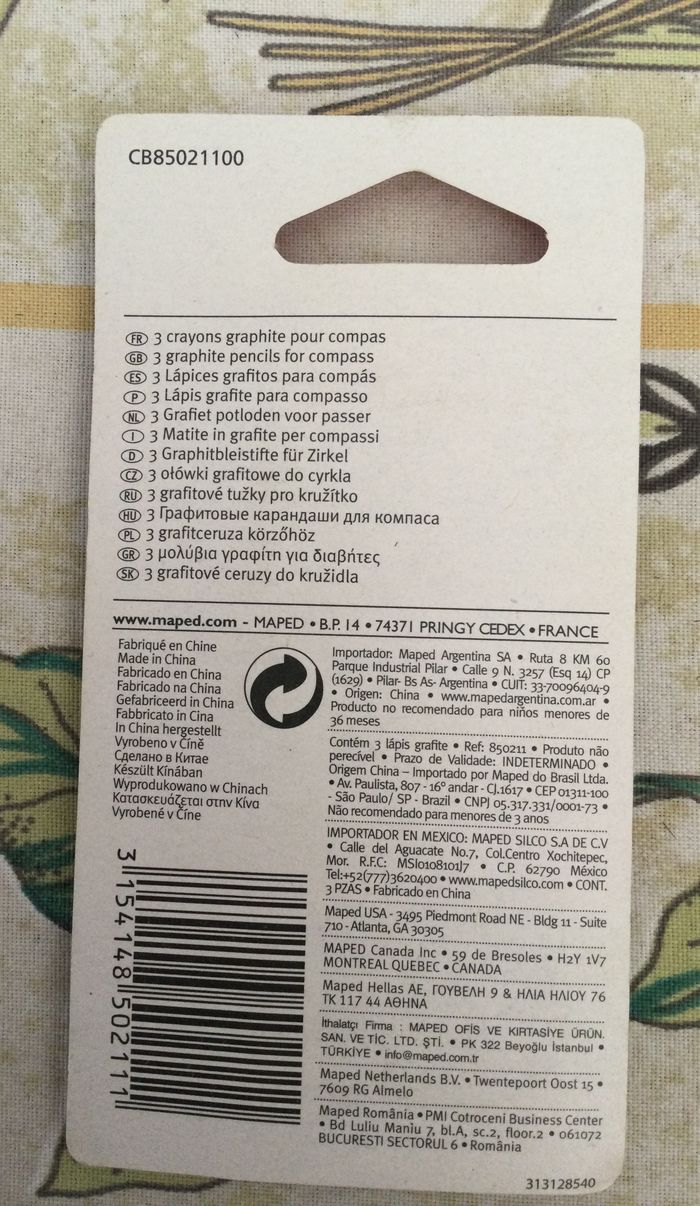 CB85021100
FR 3 crayons graphite pour compas
GB 3 graphite pencils for compass
ES 3 Lápices grafitos para compás
P 3 Lápis grafite para compasso
NL 3 Grafiet potloden voor passer
I 3 Matite in grafite per compassi
D 3 Graphitbleistifte für Zirkel
CZ 3 ołówki grafitowe do cyrkla
RU 3 grafitové tužky pro kružítko
HU 3 Графитовые карандаши для компаса
PL 3 grafitceruza körzőhöz
GR 3 μολύβια γραφίτη για διαβήτες
SK 3 grafitové ceruzy do kružidla
www.maped.com - MAPED • B.P. 14 • 74371 PRINGY CEDEX • FRANCE
Fabriqué en Chine
Made in China
Fabricado en China
Fabricado na China
Gefabriceerd in China
Fabbricato in Cina
In China hergestellt
Vyrobeno v Číně
Сделано в Китае
Készült Kínában
Wyprodukowano w Chinach
Κατασκευάζεται στην Κίνα
Vyrobené v Číne
3 154148 502111
Importador: Maped Argentina SA • Ruta 8 KM 60
Parque Industrial Pilar • Calle 9 N. 3257 (Esq 14) CP
(1629) • Pilar- Bs As- Argentina • CUIT: 33-70096404-9
• Origen: China • www.mapedargentina.com.ar •
Producto no recomendado para niños menores de
36 meses
Contém 3 lápis grafite • Ref: 850211 • Produto não
perecível • Prazo de Validade: INDETERMINADO •
Origem China – Importado por Maped do Brasil Ltda.
• Av. Paulista, 807 - 16° andar - CJ.1617 • CEP 01311-100
- São Paulo/ SP - Brazil • CNPJ 05.317.331/0001-73 •
Não recomendado para menores de 3 anos
IMPORTADOR EN MEXICO: MAPED SILCO S.A DE C.V
• Calle del Aguacate No.7, Col.Centro Xochitepec,
Mor. R.F.C: MSI0108101J7 • C.P. 62790 México
Tel:+52(777)3620400 • www.mapedsilco.com • CONT.
3 PZAS • Fabricado en China
Maped USA - 3495 Piedmont Road NE - Bldg 11 - Suite
710 - Atlanta, GA 30305
MAPED Canada Inc • 59 de Bresoles • H2Y 1V7
MONTREAL QUEBEC • CANADA
Maped Hellas AE, ΓΟΥΒΕΛΗ 9 & ΗΛΙΑ ΗΛΙΟΥ 76
TK 117 44 ΑΘΗΝΑ
İthalatçı Firma : MAPED OFİS VE KIRTASİYE ÜRÜN.
SAN. VE TİC. LTD. ŞTİ. • PK 322 Beyoğlu İstanbul •
TÜRKİYE • info@maped.com.tr
Maped Netherlands B.V. • Twentepoort Oost 15 •
7609 RG Almelo
Maped România • PMI Cotroceni Business Center
• Bd Luliu Maniu 7, bl.A, sc.2, floor.2 • 061072
BUCURESTI SECTORUL 6 • România
313128540